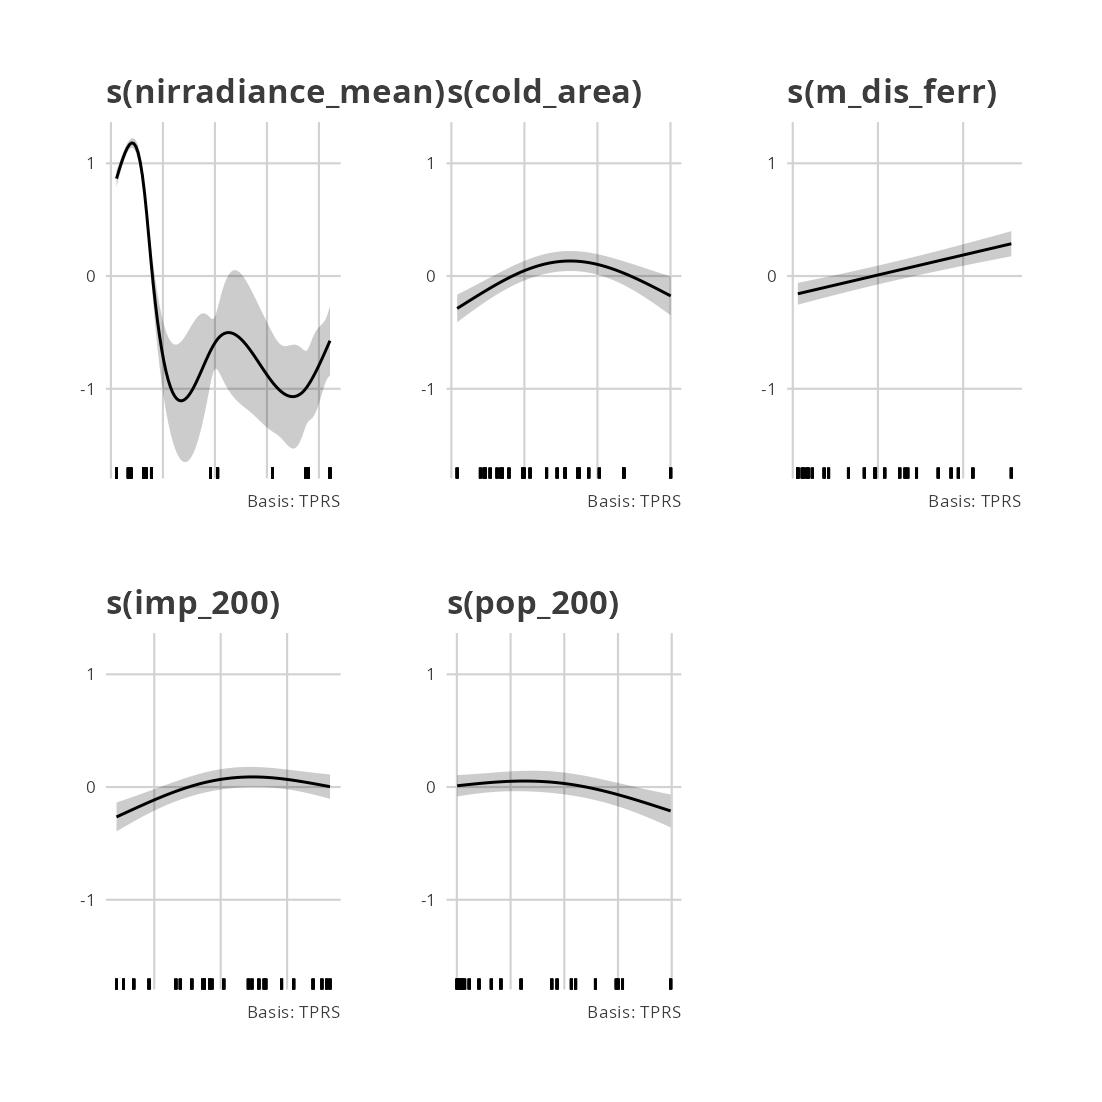 s(nirradiance_mean)
1
0
-1
Basis: TPRS
s(cold_area)
1
0
-1
Basis: TPRS
s(m_dis_ferr)
1
0
-1
Basis: TPRS
s(imp_200)
1
0
-1
Basis: TPRS
s(pop_200)
1
0
-1
Basis: TPRS